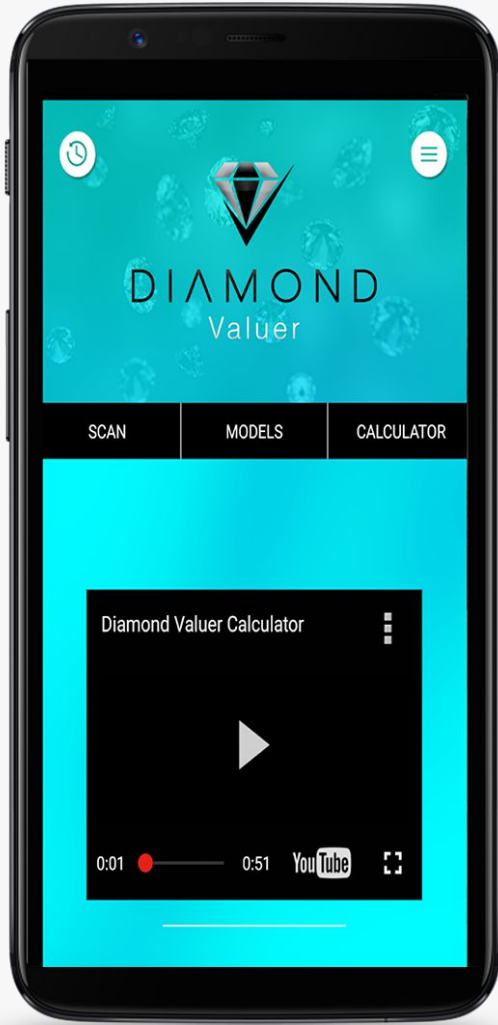 DIAMOND
Valuer
SCAN MODELS CALCULATOR
Diamond Valuer Calculator
0:01 0:51 YouTube